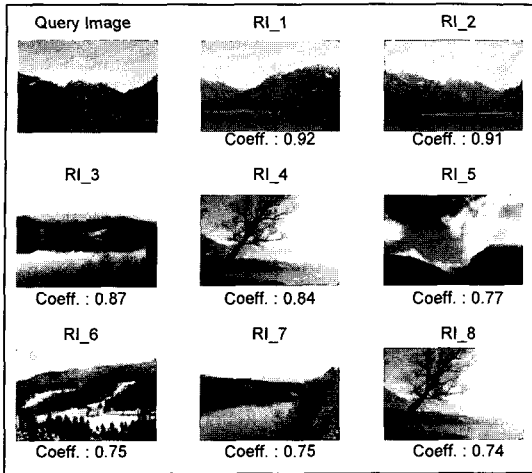 Query Image RI_1 RI_2
Coeff. : 0.92 Coeff. : 0.91
RI_3 RI_4 RI_5
Coeff. : 0.87 Coeff. : 0.84 Coeff. : 0.77
RI_6 RI_7 RI_8
Coeff. : 0.75 Coeff. : 0.75 Coeff. : 0.74